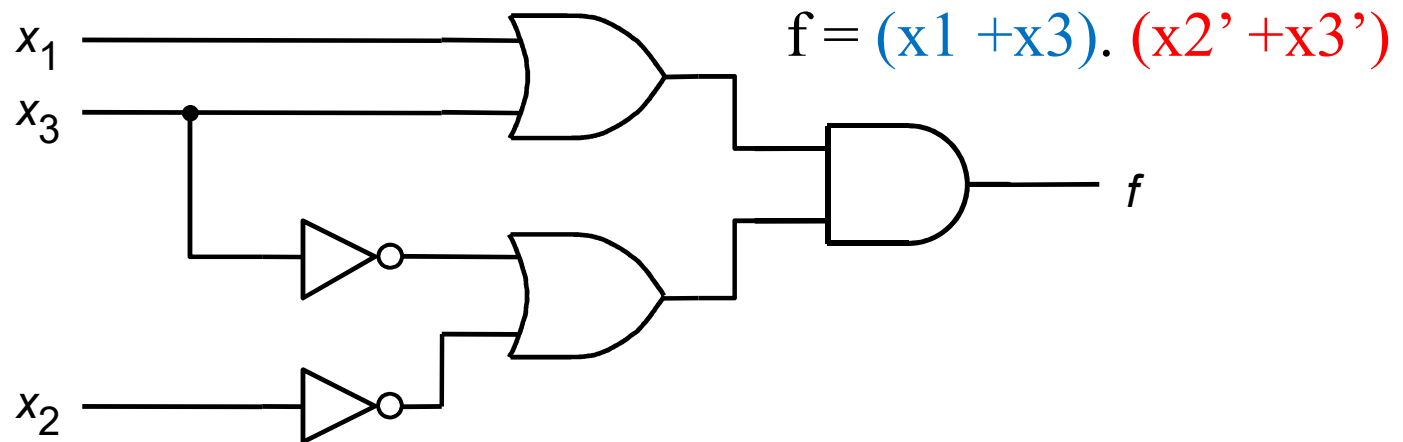 f = (x1 +x3). (x2’ +x3’)
x1
x3
f
x2